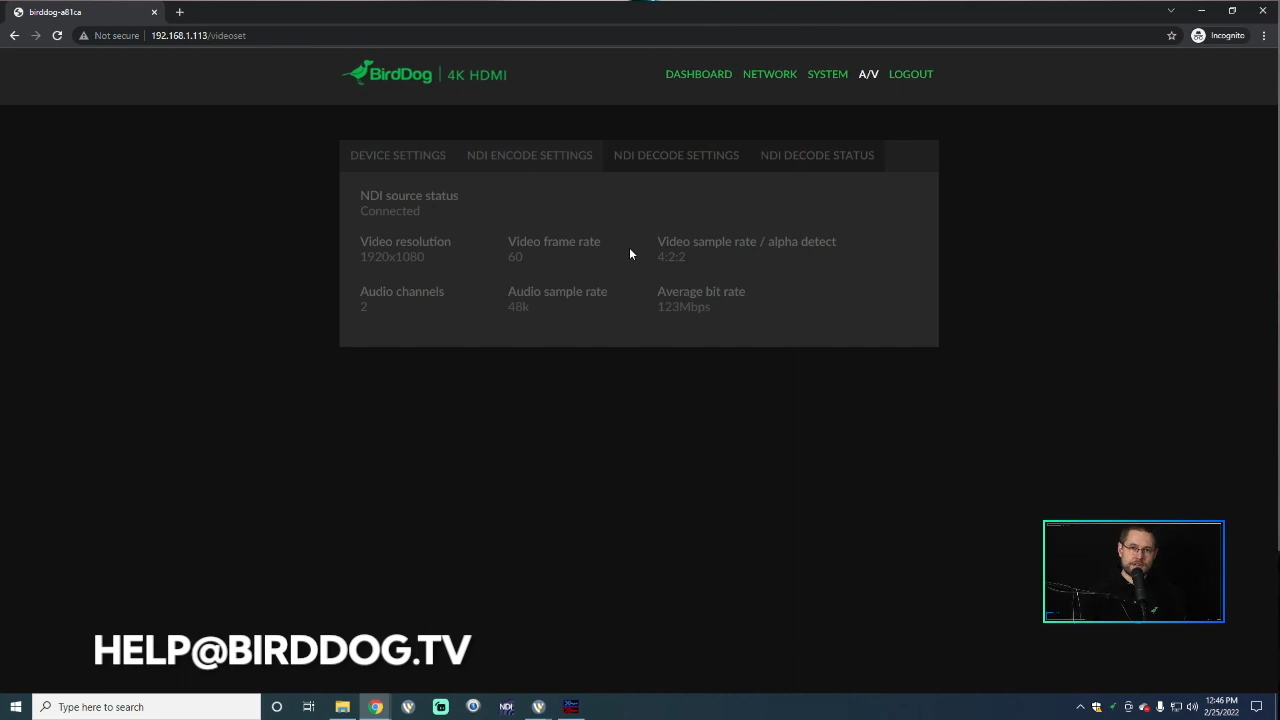 birddog-a81ca
Not secure
192.168.1.113/videoset
Incognito
BirdDog
4K HDMI
DASHBOARD
NETWORK
SYSTEM
A/V
LOGOUT
DEVICE SETTINGS
NDI ENCODE SETTINGS
NDI DECODE SETTINGS
NDI DECODE STATUS
NDI source status
Connected
Video resolution
1920x1080
Video frame rate
60
Video sample rate / alpha detect
4:2:2
Audio channels
2
Audio sample rate
48k
Average bit rate
123Mbps
HELP@BIRDDOG.TV
Type here to search
12:46 PM
2/25/2022